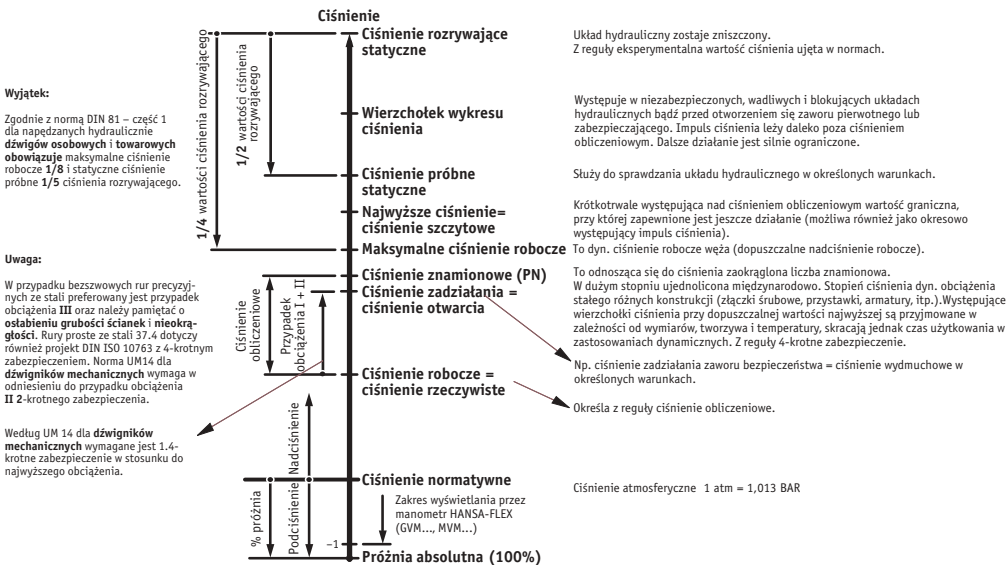 Ciśnienie
Ciśnienie rozrywające
statyczne
Układ hydrauliczny zostaje zniszczony.
Z reguły eksperymentalna wartość ciśnienia ujęta w normach.
1/4 wartości ciśnienia rozrywającego
1/2 wartości ciśnienia
rozrywającego
Wyjątek:
Zgodnie z normą DIN 81 – część 1
dla napędzanych hydraulicznie
dźwigów osobowych i towarowych
obowiązuje maksymalne ciśnienie
robocze 1/8 i statyczne ciśnienie
próbne 1/5 ciśnienia rozrywającego.
Wierzchołek wykresu
ciśnienia
Występuje w niezabezpieczonych, wadliwych i blokujących układach
hydraulicznych bądź przed otworzeniem się zaworu pierwotnego lub
zabezpieczającego. Impuls ciśnienia leży daleko poza ciśnieniem
obliczeniowym. Dalsze działanie jest silnie ograniczone.
Ciśnienie próbne
statyczne
Służy do sprawdzania układu hydraulicznego w określonych warunkach.
Najwyższe ciśnienie=
ciśnienie szczytowe
Krótkotrwale występująca nad ciśnieniem obliczeniowym wartość graniczna,
przy której zapewnione jest jeszcze działanie (możliwa również jako okresowo
występujący impuls ciśnienia).
Maksymalne ciśnienie robocze
To dyn. ciśnienie robocze węża (dopuszczalne nadciśnienie robocze).
Uwaga:
W przypadku bezszwowych rur precyzyj-
nych ze stali preferowany jest przypadek
obciążenia III oraz należy pamiętać o
osłabieniu grubości ścianek i nieokrą-
głości. Rury proste ze stali 37.4 dotyczy
również projekt DIN ISO 10763 z 4-krotnym
zabezpieczeniem. Norma UM14 dla
dźwigników mechanicznych wymaga w
odniesieniu do przypadku obciążenia
II 2-krotnego zabezpieczenia.
Według UM 14 dla dźwigników
mechanicznych wymagane jest 1.4-
krotne zabezpieczenie w stosunku do
najwyższego obciążenia.
Ciśnienie
obliczeniowe
Przypadek
obciążenia I + II
Ciśnienie znamionowe (PN)
Ciśnienie zadziałania =
ciśnienie otwarcia
To odnosząca się do ciśnienia zaokrąglona liczba znamionowa.
W dużym stopniu ujednolicona międzynarodowo. Stopień ciśnienia dyn. obciążenia
stałego różnych konstrukcji (złączki śrubowe, przystawki, armatury, itp.).Występujące
wierzchołki ciśnienia przy dopuszczalnej wartości najwyższej są przyjmowane w
zależności od wymiarów, tworzywa i temperatury, skracają jednak czas użytkowania w
zastosowaniach dynamicznych. Z reguły 4-krotne zabezpieczenie.
Np. ciśnienie zadziałania zaworu bezpieczeństwa = ciśnienie wydmuchowe w
określonych warunkach.
Ciśnienie robocze =
ciśnienie rzeczywiste
Określa z reguły ciśnienie obliczeniowe.
Nadciśnienie
Podciśnienie
% próżnia
Ciśnienie normatywne
Ciśnienie atmosferyczne 1 atm = 1,013 BAR
Zakres wyświetlania przez
manometr HANSA-FLEX
(GVM..., MVM...)
–1
Próżnia absolutna (100%)